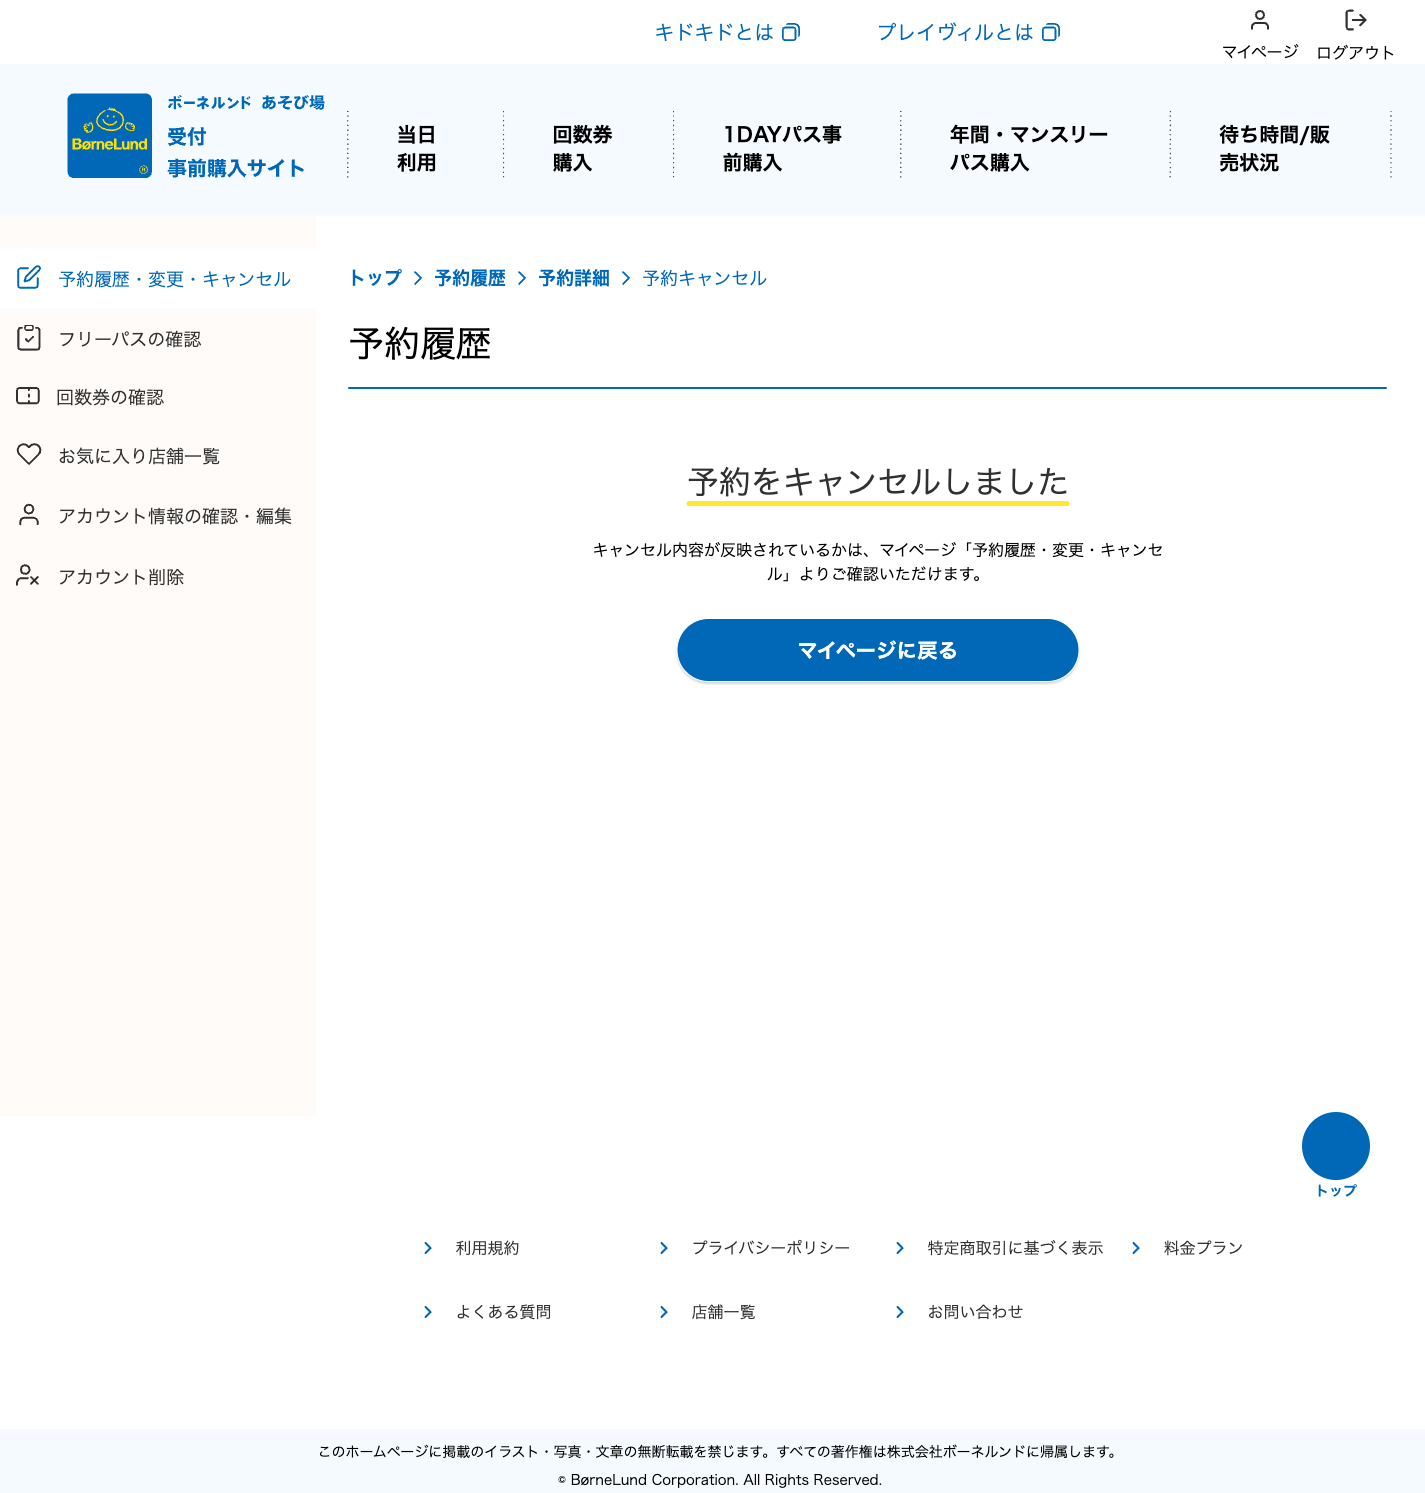 キドキドとは
プレイヴィルとは
マイページ
ログアウト
BørneLund
®
ボーネルンド あそび場
受付
事前購入サイト
当日
利用
回数券
購入
1DAYパス事
前購入
年間・マンスリー
パス購入
待ち時間/販
売状況
予約履歴・変更・キャンセル
フリーパスの確認
回数券の確認
お気に入り店舗一覧
アカウント情報の確認・編集
アカウント削除
トップ > 予約履歴 > 予約詳細 > 予約キャンセル
予約履歴
予約をキャンセルしました
キャンセル内容が反映されているかは、マイページ「予約履歴・変更・キャンセ
ル」よりご確認いただけます。
マイページに戻る
トップ
利用規約
プライバシーポリシー
特定商取引に基づく表示
料金プラン
よくある質問
店舗一覧
お問い合わせ
このホームページに掲載のイラスト・写真・文章の無断転載を禁じます。すべての著作権は株式会社ボーネルンドに帰属します。
© BørneLund Corporation. All Rights Reserved.